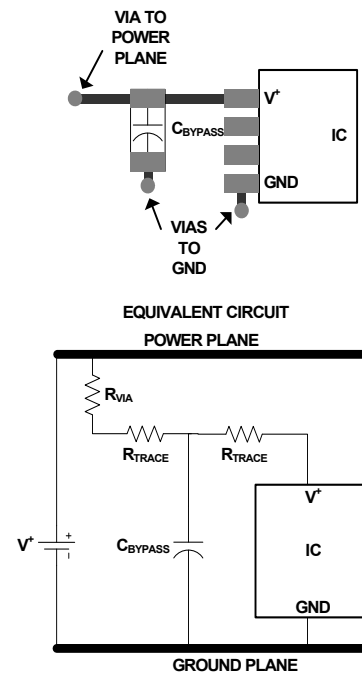 VIA TO
POWER
PLANE
V+
CBYPASS
IC
GND
VIAS
TO
GND
EQUIVALENT CIRCUIT
POWER PLANE
RVIA
RTRACE
RTRACE
V+
V+
+
-
CBYPASS
IC
GND
GROUND PLANE